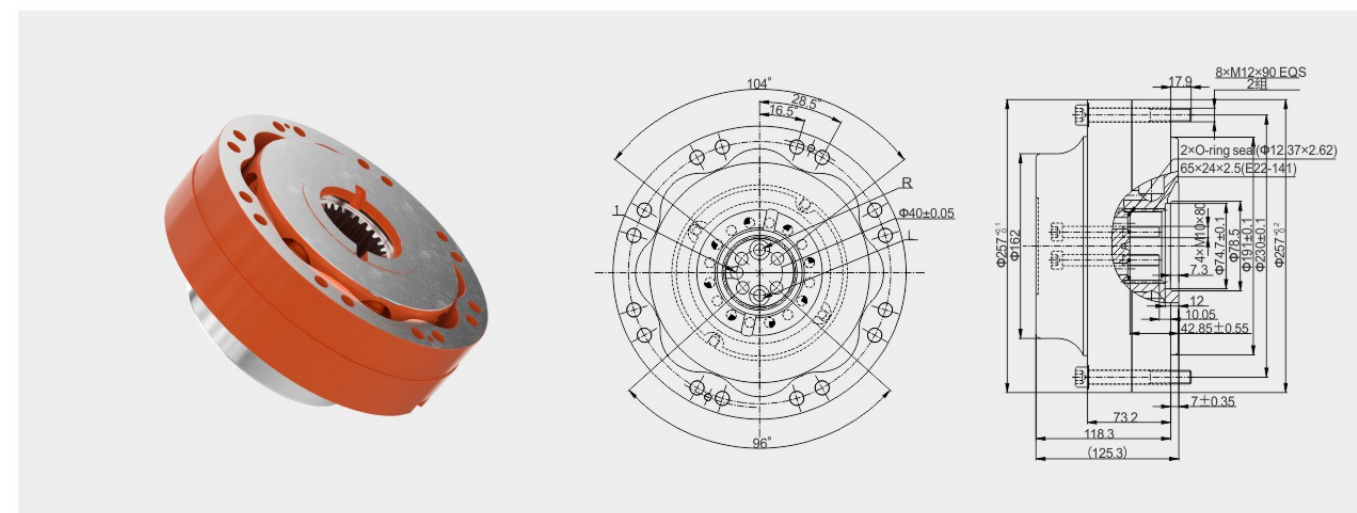 104°
28.5°
16.5°
R
1
Φ40±0.05
L
96°
17.9
8×M12×90 EQS
2组
2×O-ring seal(Φ12.37×2.62)
65×24×2.5(E22-141)
Φ257
Φ162
4×M10×80
Φ74.7±0.1
Φ78.5
Φ191±0.1
Φ230±0.1
Φ257
7.3
12
10.05
42.85±0.55
7±0.35
73.2
118.3
(125.3)